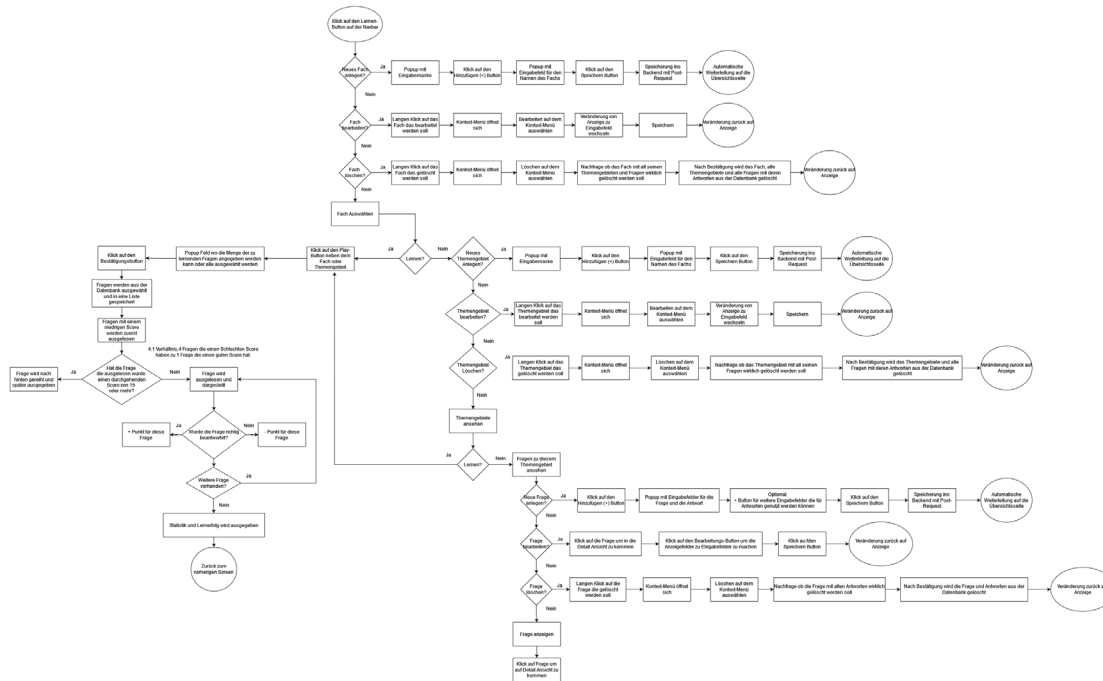 Klick auf den Lernen-
Button auf der Navbar
Neues Fach
anlegen?
Ja
Popup mit
Eingabemaske
Klick auf den
Hinzufügen (+) Button
Popup mit
Eingabefeld für den
Namen des Fachs
Klick auf den
Speichern Button
Speicherung ins
Backend mit Post-
Request
Automatische
Weiterleitung auf die
Übersichtsseite
Nein
Fach
bearbeiten?
Ja
Langen Klick auf das
Fach das bearbeitet
werden soll
Kontext-Menü öffnet
sich
Bearbeiten auf dem
Kontext-Menü
auswählen
Veränderung von
Anzeige zu
Eingabefeld
wechseln
Speichern
Veränderung zurück auf
Anzeige
Nein
Fach
löschen?
Ja
Langen Klick auf das
Fach das gelöscht
werden soll
Kontext-Menü öffnet
sich
Löschen auf dem
Kontext-Menü
auswählen
Nachfrage ob das Fach mit all seinen
Themengebieten und Fragen wirklich
gelöscht werden soll
Nach Bestätigung wird das Fach, alle
Themengebiete und alle Fragen mit deren
Antworten aus der Datenbank gelöscht
Veränderung zurück auf
Anzeige
Nein
Fach Auswählen
Lernen?
Ja
Nein
Klick auf den Play-
Button neben dem
Fach oder
Themengebiet
Popup Feld wo die Menge der zu
lernenden Fragen angegeben werden
kann oder alle ausgewählt werden
Klick auf den
Bestätigungsbutton
Fragen werden aus der
Datenbank ausgewählt
und in eine Liste
gespeichert
Fragen mit einem
niedrigen Score
werden zuerst
ausgelesen
4:1 Verhältnis, 4 Fragen die einen Schlechten Score
haben zu 1 Frage die einen guten Score hat
Hat die Frage
die ausgelesen wurde
einen durchgehenden
Score von 15
oder mehr?
Ja
Frage wird nach
hinten gereiht und
später ausgegeben
Nein
Frage wird
ausgelesen und
dargestellt
Wurde die Frage richtig
beantwortet?
Ja
+ Punkt für diese
Frage
Nein
- Punkt für diese
Frage
Weitere Frage
vorhanden?
Ja
Nein
Statistik und Lernerfolg wird ausgegeben
Zurück zum
vorherigen Screen
Neues
Themengebiet
Anlegen?
Ja
Popup mit
Eingabemaske
Klick auf den
Hinzufügen (+) Button
Popup mit
Eingabefeld für den
Namen des Fachs
Klick auf den
Speichern Button
Speicherung ins
Backend mit Post-
Request
Automatische
Weiterleitung auf die
Übersichtsseite
Nein
Themengebiet
bearbeiten?
Ja
Langen Klick auf das
Themengebiet das
bearbeitet werden
soll
Kontext-Menü öffnet
sich
Bearbeiten auf dem
Kontext-Menü
auswählen
Veränderung von
Anzeige zu
Eingabefeld
wechseln
Speichern
Veränderung zurück auf
Anzeige
Nein
Themengebiet
Löschen?
Ja
Langen Klick auf das
Themengebiet das
gelöscht werden soll
Kontext-Menü öffnet
sich
Löschen auf dem
Kontext-Menü
auswählen
Nachfrage ob das Themengebiet mit all seinen
Fragen wirklich gelöscht werden soll
Nach Bestätigung wird das Themengebiete und alle
Fragen mit deren Antworten aus der Datenbank
gelöscht
Veränderung zurück auf
Anzeige
Nein
Themengebiete
ansehen
Lernen?
Ja
Nein
Fragen zu diesem
Themengebiet
ansehen
Neue Frage
anlegen?
Ja
Klick auf den
Hinzufügen (+) Button
Popup mit Eingabefelder für die
Frage und die Antwort
Optional
+ Button für weitere Eingabefelder die für
Antworten genutzt werden können
Klick auf den
Speichern Button
Speicherung ins
Backend mit Post-
Request
Automatische
Weiterleitung auf die
Übersichtsseite
Nein
Frage
bearbeiten?
Ja
Klick auf die Frage um in die
Detail Ansicht zu kommen
Klick auf den Bearbeitungs-Button um die
Anzeigefelder zu Eingabefelder zu machen
Klick au fden
Speichern Button
Veränderung zurück auf
Anzeige
Nein
Frage
löschen?
Ja
Langen Klick auf die
Frage die gelöscht
werden soll
Kontext-Menü öffnet
sich
Löschen auf dem
Kontext-Menü
auswählen
Nachfrage ob die Frage mit allen Antworten wirklich
gelöscht werden soll
Nach Bestätigung wird die Frage und Antworten aus der
Datenbank gelöscht
Veränderung zurück auf
Anzeige
Nein
Frage anzeigen
Klick auf Frage um
auf Detail Ansicht zu
kommen